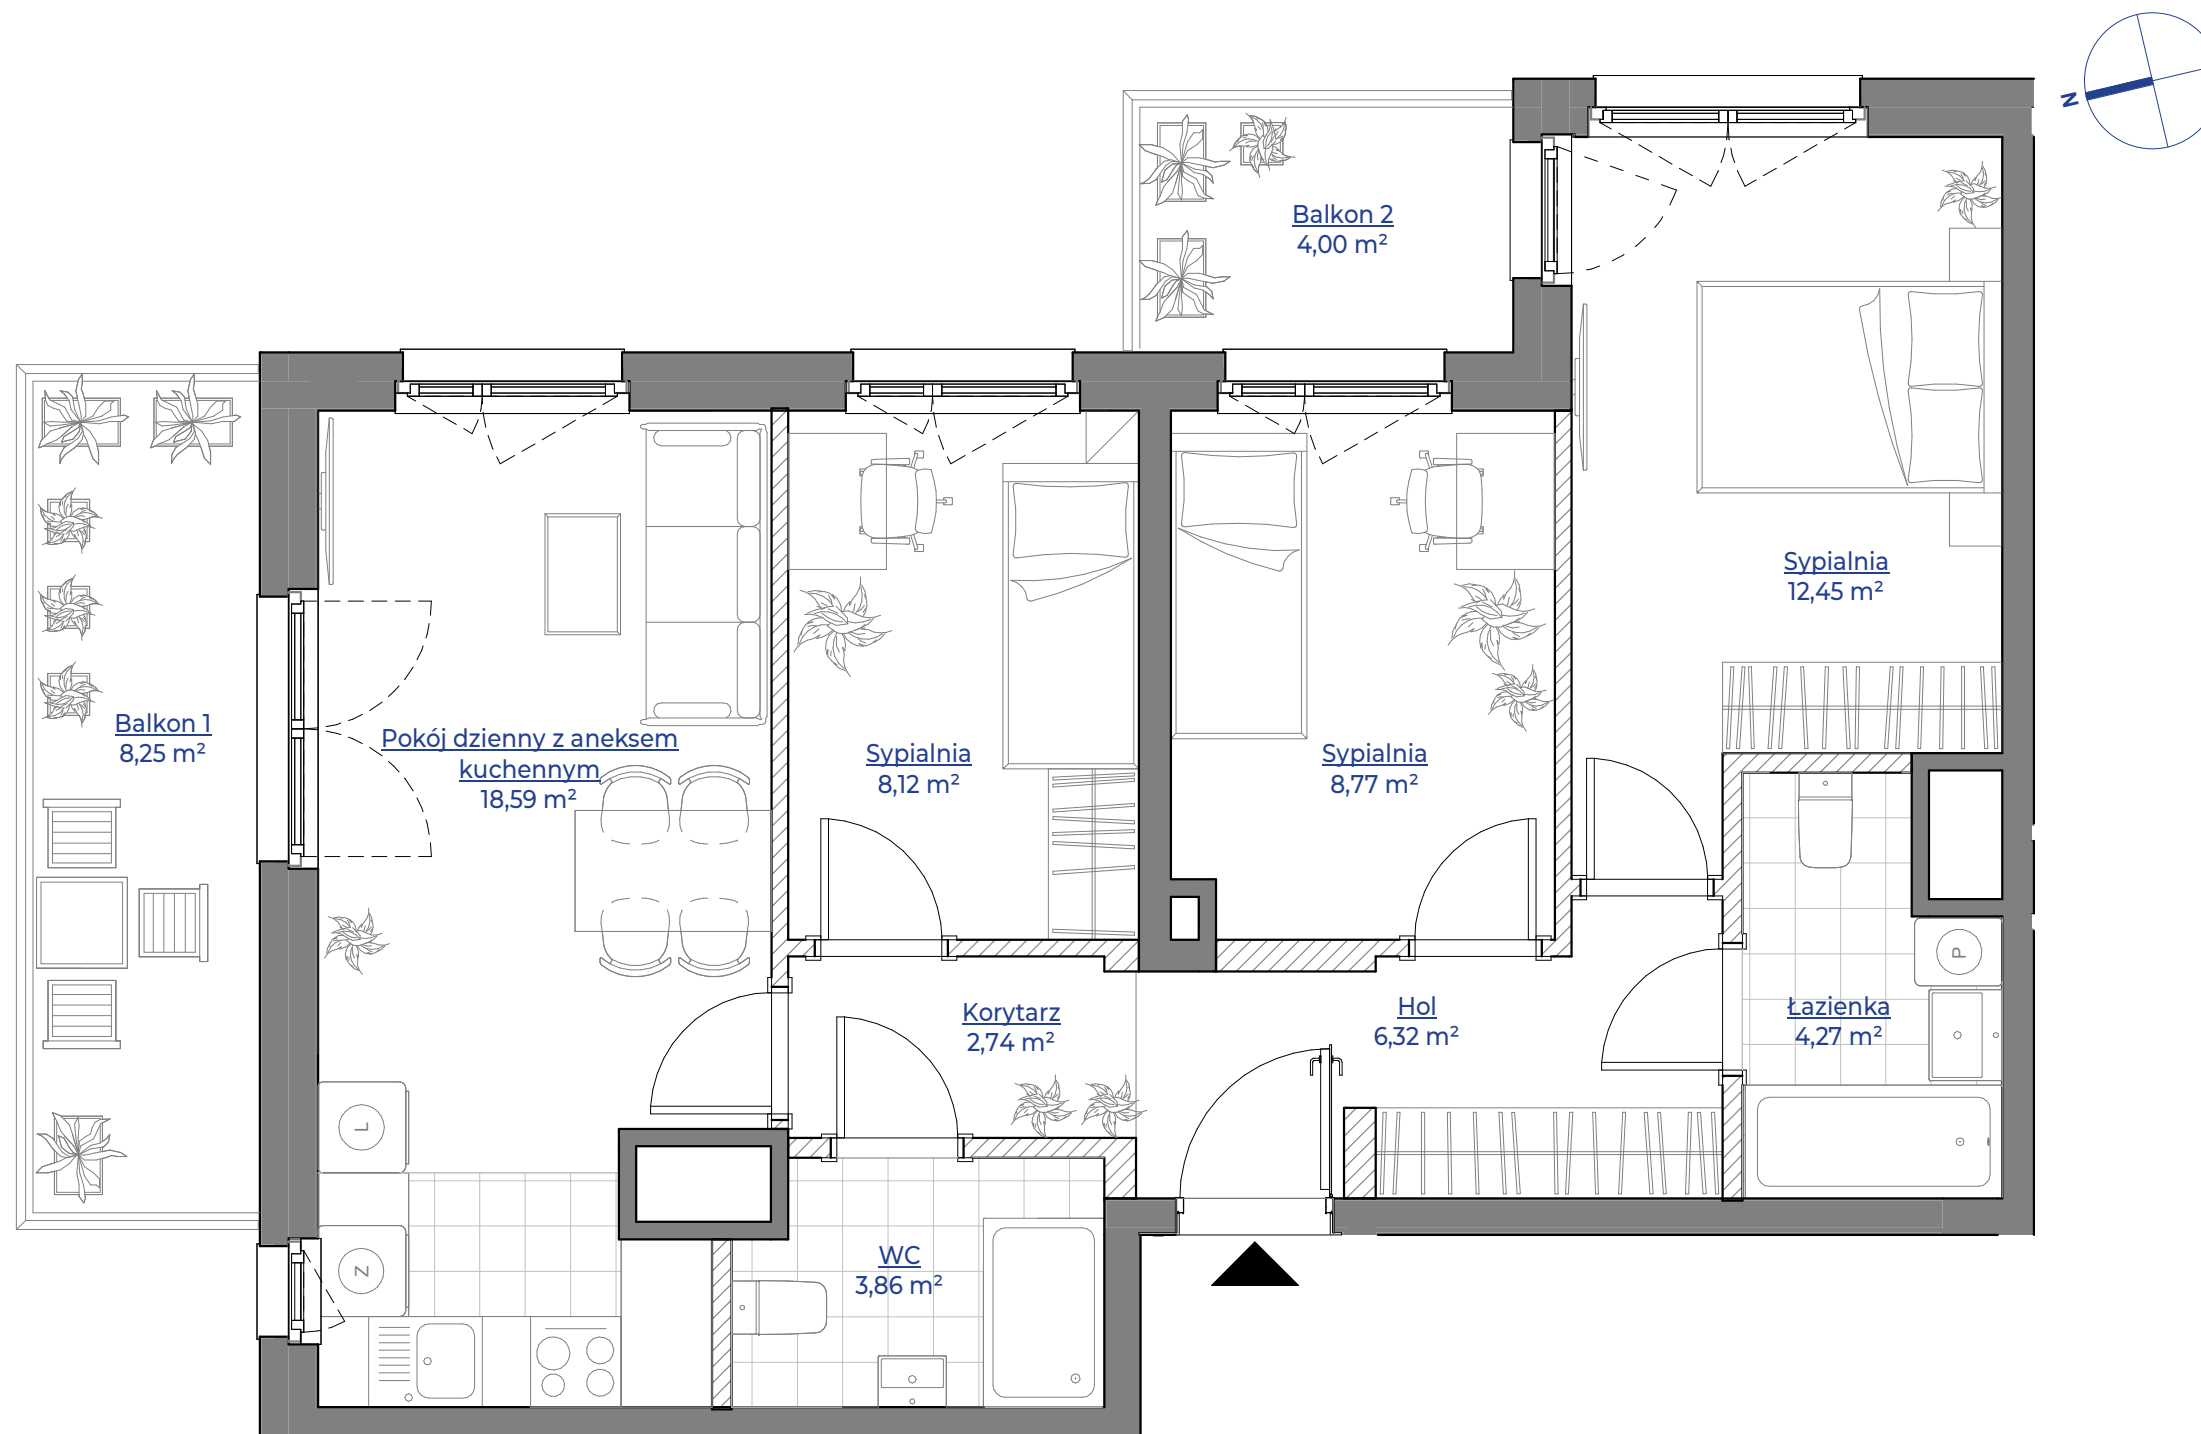 N
Balkon 2
4,00 m²
Sypialnia
12,45 m²
Balkon 1
8,25 m²
Pokój dzienny z aneksem
kuchennym
18,59 m²
Sypialnia
8,12 m²
Sypialnia
8,77 m²
P
Korytarz
2,74 m²
Hol
6,32 m²
Łazienka
4,27 m²
L
WC
3,86 m²
Z